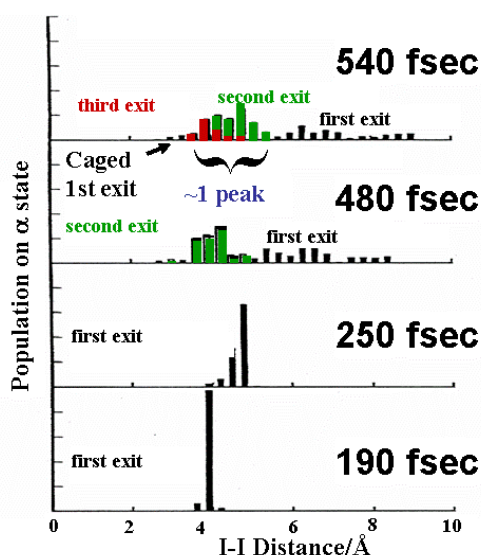 540 fsec
third exit
second exit
first exit
Caged
1st exit
~1 peak
480 fsec
second exit
first exit
250 fsec
first exit
190 fsec
first exit
Population on α state
0 2 4 6 8 10
I-I Distance/Å